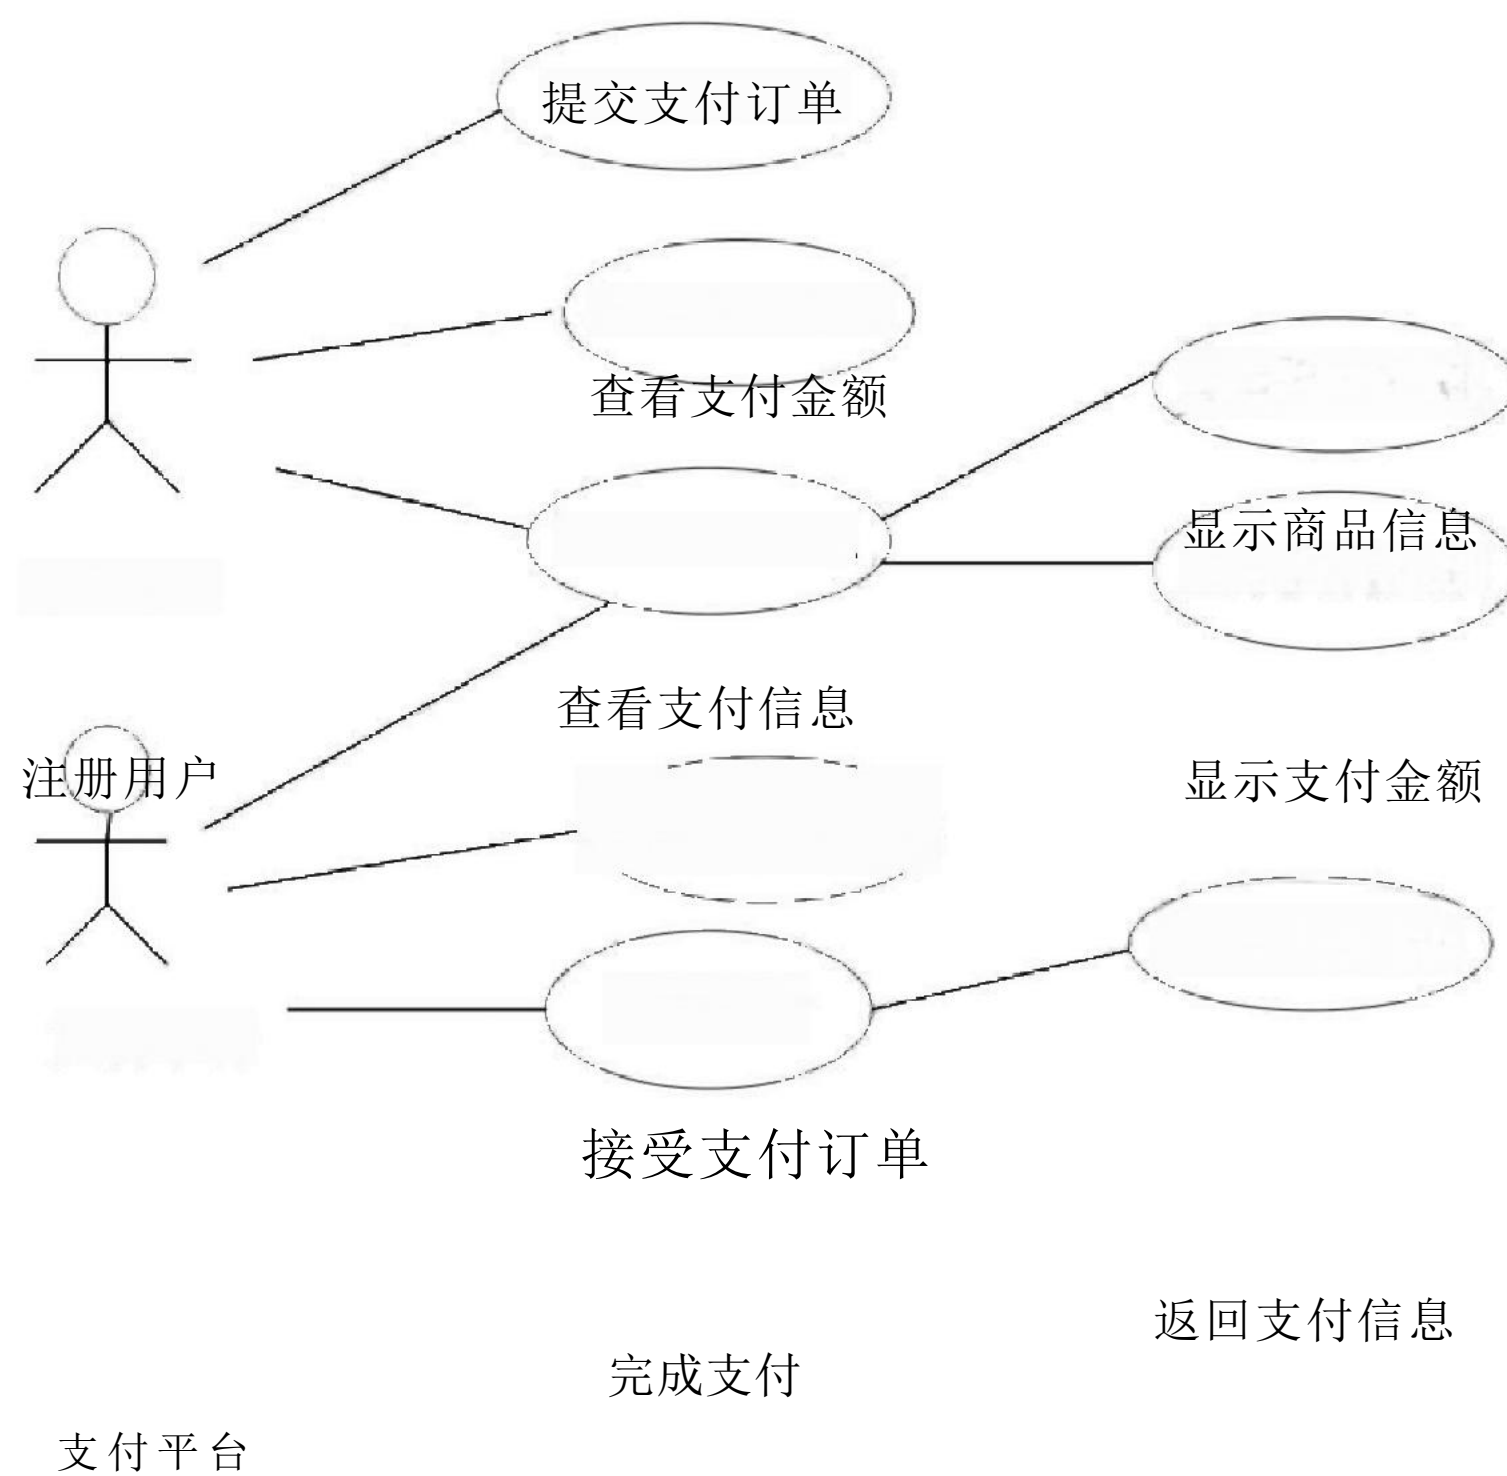 提交支付订单
查看支付金额
显示商品信息
查看支付信息
注册用户
显示支付金额
接受支付订单
返回支付信息
完成支付
支付平台